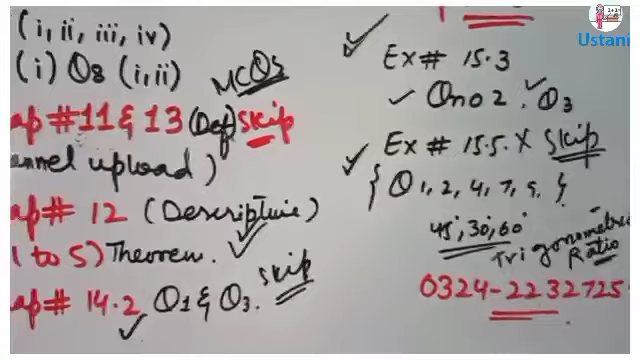 (i, ii, iii, iv)
(i) Q8 (i, ii)
MCQS
ap #11 & 13 (Def) Skip
annel upload)
ap# 12 (Descriptive)
1 to 5) Theorem.
ap# 14.2 Q1 & Q3. Skip
Ex# 15.3
Qno 2, Q3
Ex# 15.5. X Skip
{Q1, 2, 4, 7, 9, }
45°, 30°, 60°
Trigonometric
Ratio
0324-2232725
Ustani